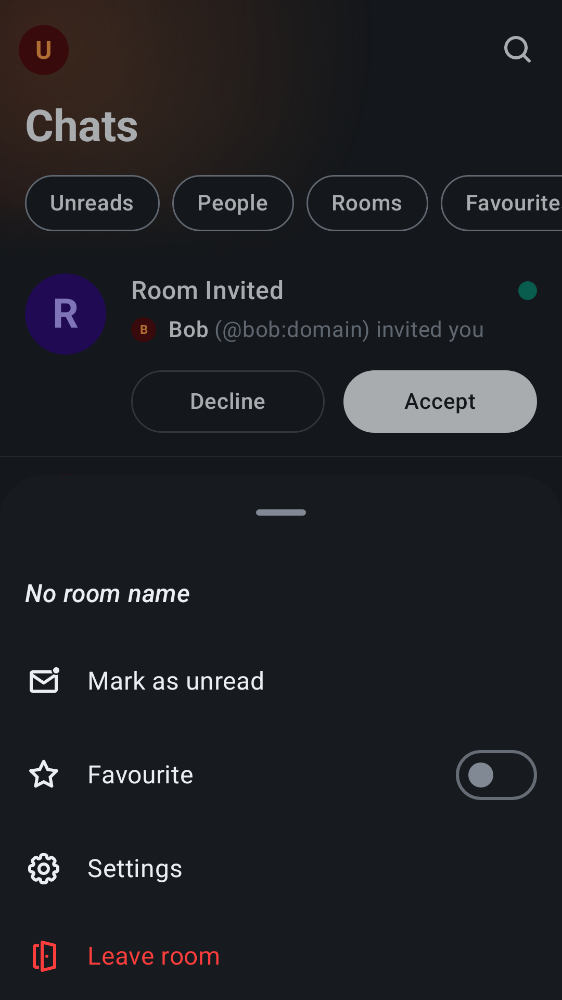 U
Chats
Unreads People Rooms Favourite
R
Room Invited
B Bob (@bob:domain) invited you
Decline Accept
No room name
Mark as unread
Favourite
Settings
Leave room